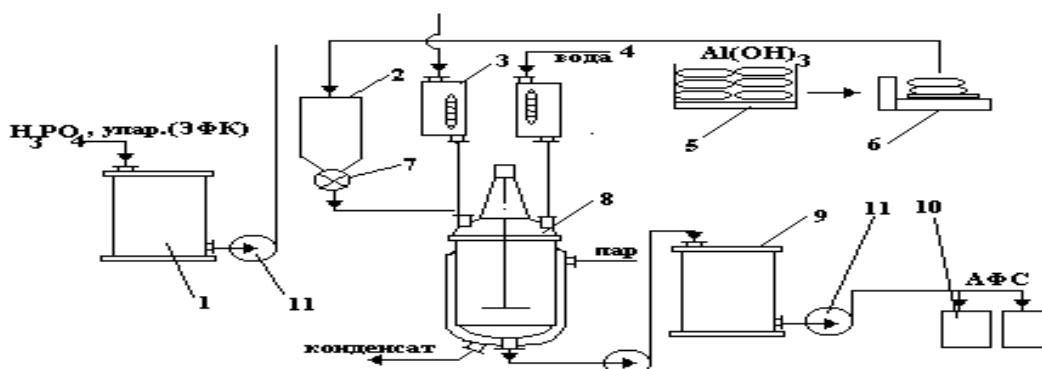 вода 4
Al(OH)3
3
2
H3PO4, упар.(ЭФК)
5
6
7
8
9
11
10
пар
АФС
1
11
конденсат